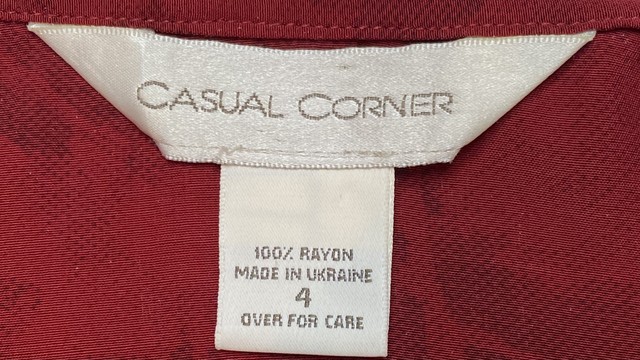 CASUAL CORNER
100% RAYON
MADE IN UKRAINE
4
OVER FOR CARE